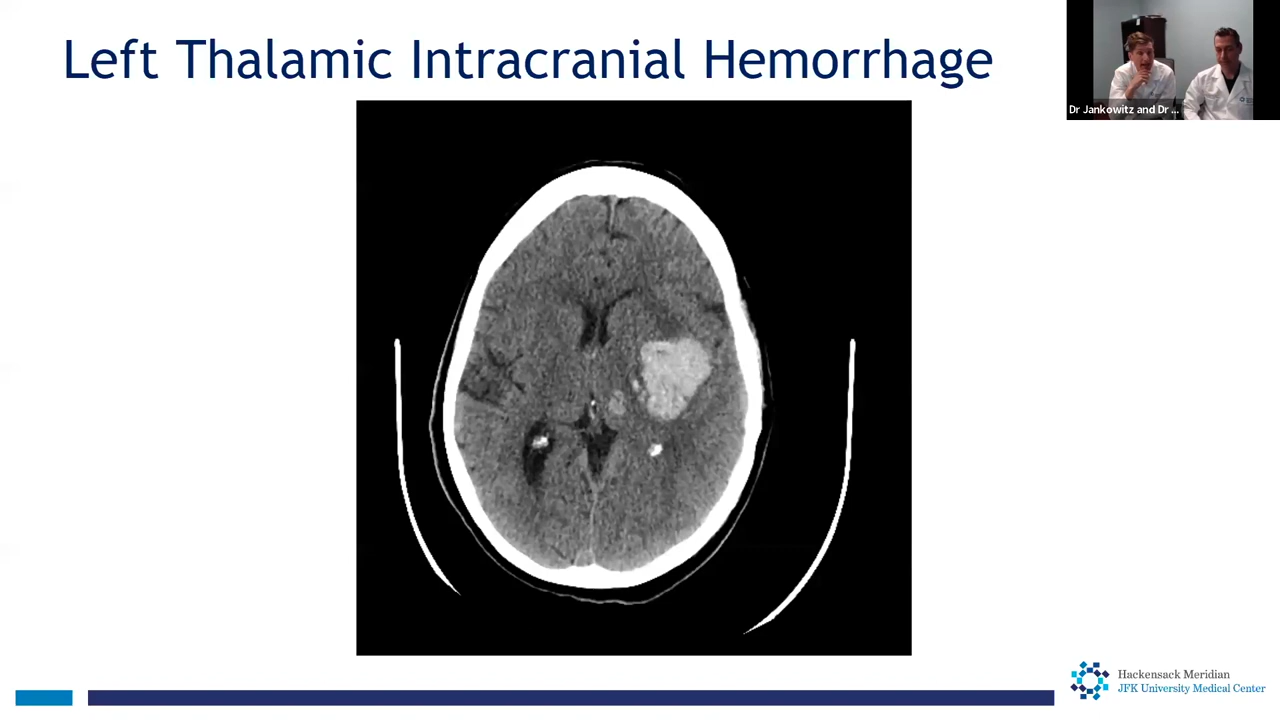 Left Thalamic Intracranial Hemorrhage
Dr Jankowitz and Dr ...
Hackensack Meridian
JFK University Medical Center